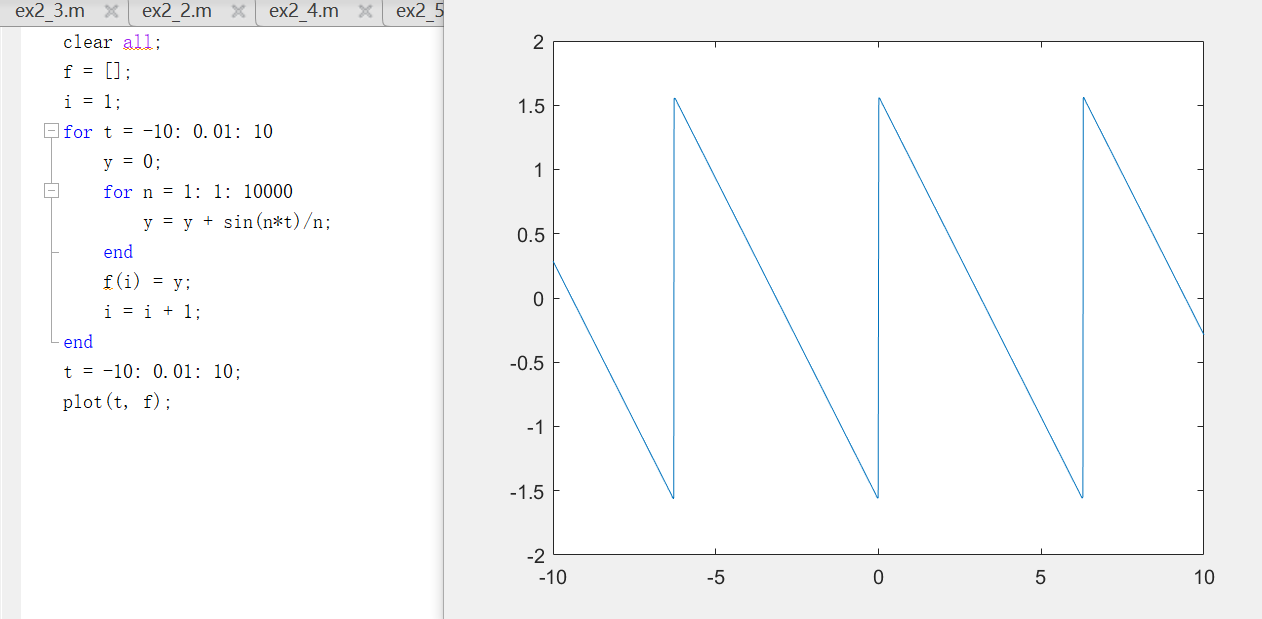 ex2_3.m ex2_2.m ex2_4.m ex2_5
clear all;
f = [];
i = 1;
for t = -10: 0.01: 10
y = 0;
for n = 1: 1: 10000
y = y + sin(n*t)/n;
end
f(i) = y;
i = i + 1;
end
t = -10: 0.01: 10;
plot(t, f);
2
1.5
1
0.5
0
-0.5
-1
-1.5
-2
-10 -5 0 5 10